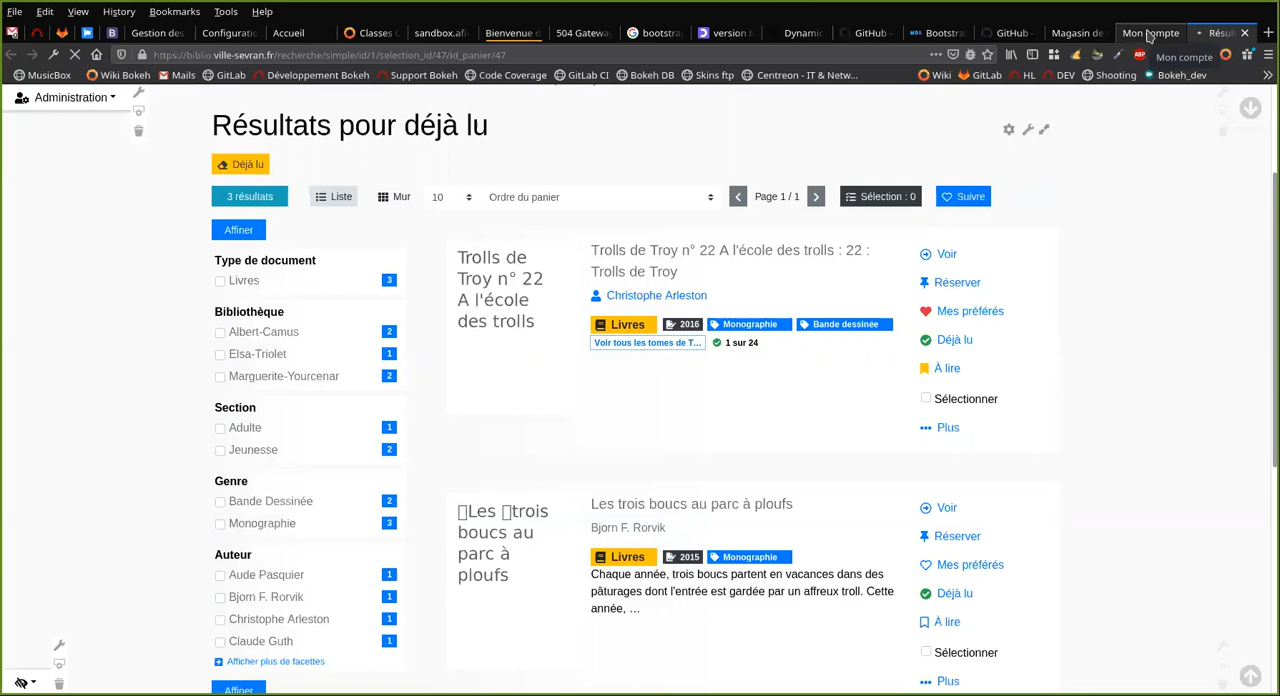 File Edit View History Bookmarks Tools Help
Gestion des Configuratio Accueil Classes C sandbox.afi- Bienvenue d 504 Gateway bootstra version b Dynamic GitHub - Bootstra GitHub - Magasin de Mon compte Résul
https://biblio.ville-sevran.fr/recherche/simple/id/1/selection_id/47/id_panier/47
ABP
Mon compte
MusicBox Wiki Bokeh Mails GitLab Développement Bokeh Support Bokeh Code Coverage GitLab CI Bokeh DB Skins ftp Centreon - IT & Netw... Wiki GitLab HL DEV Shooting Bokeh_dev
Administration
Résultats pour déjà lu
Déjà lu
3 résultats Liste Mur 10 Ordre du panier Page 1 / 1 Sélection : 0 Suivre
Affiner
Type de document
Livres 3
Bibliothèque
Albert-Camus 2
Elsa-Triolet 1
Marguerite-Yourcenar 2
Section
Adulte 1
Jeunesse 2
Genre
Bande Dessinée 2
Monographie 3
Auteur
Aude Pasquier 1
Bjorn F. Rorvik 1
Christophe Arleston 1
Claude Guth 1
Afficher plus de facettes
Affiner
Trolls de
Troy n° 22
A l'école
des trolls
Trolls de Troy n° 22 A l'école des trolls : 22 :
Trolls de Troy
Christophe Arleston
Livres 2016 Monographie Bande dessinée
Voir tous les tomes de T... 1 sur 24
Voir
Réserver
Mes préférés
Déjà lu
À lire
Sélectionner
Plus
Les trois
boucs au
parc à
ploufs
Les trois boucs au parc à ploufs
Bjorn F. Rorvik
Livres 2015 Monographie
Chaque année, trois boucs partent en vacances dans des
pâturages dont l'entrée est gardée par un affreux troll. Cette
année, ...
Voir
Réserver
Mes préférés
Déjà lu
À lire
Sélectionner
Plus